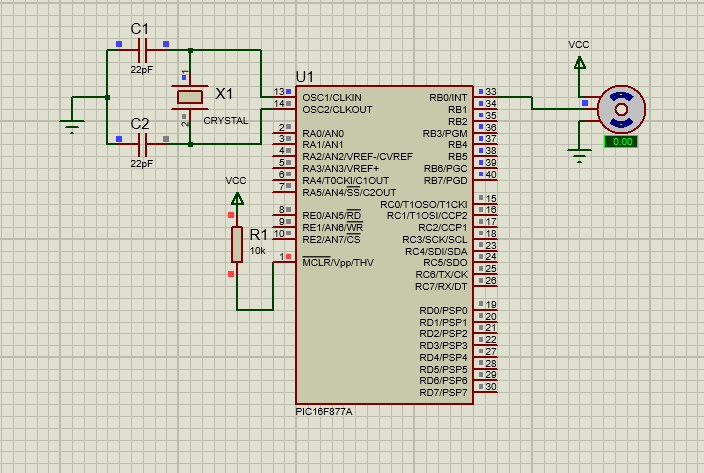 C1
22pF
C2
22pF
1
X1
2
CRYSTAL
VCC
R1
10k
U1
13 OSC1/CLKIN
14 OSC2/CLKOUT
2 RA0/AN0
3 RA1/AN1
4 RA2/AN2/VREF-/CVREF
5 RA3/AN3/VREF+
6 RA4/T0CKI/C1OUT
7 RA5/AN4/SS/C2OUT
8 RE0/AN5/RD
9 RE1/AN6/WR
10 RE2/AN7/CS
1 MCLR/Vpp/THV
RB0/INT 33
RB1 34
RB2 35
RB3/PGM 36
RB4 37
RB5 38
RB6/PGC 39
RB7/PGD 40
RC0/T1OSO/T1CKI 15
RC1/T1OSI/CCP2 16
RC2/CCP1 17
RC3/SCK/SCL 18
RC4/SDI/SDA 23
RC5/SDO 24
RC6/TX/CK 25
RC7/RX/DT 26
RD0/PSP0 19
RD1/PSP1 20
RD2/PSP2 21
RD3/PSP3 22
RD4/PSP4 27
RD5/PSP5 28
RD6/PSP6 29
RD7/PSP7 30
PIC16F877A
VCC
0.00